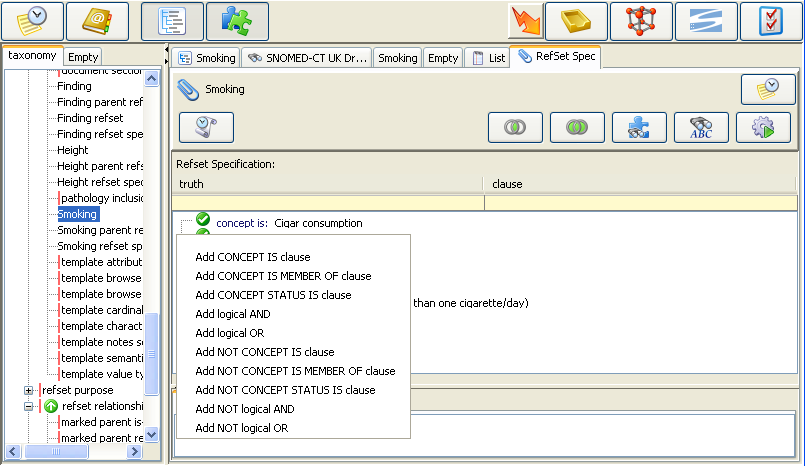 taxonomy
Empty
document section
Finding
Finding parent ref
Finding refset
Finding refset spe
Height
Height parent refs
Height refset spec
pathology inclusio
Smoking
Smoking parent re
Smoking refset sp
template attribut
template browse
template browse
template cardinal
template charact
template notes se
template semanti
template value ty
refset purpose
refset relationshi
marked parent is-
marked parent re
Smoking
SNOMED-CT UK Dr...
Smoking
Empty
List
RefSet Spec
Smoking
ABC
Refset Specification:
truth
clause
concept is: Cigar consumption
than one cigarette/day)
Add CONCEPT IS clause
Add CONCEPT IS MEMBER OF clause
Add CONCEPT STATUS IS clause
Add logical AND
Add logical OR
Add NOT CONCEPT IS clause
Add NOT CONCEPT IS MEMBER OF clause
Add NOT CONCEPT STATUS IS clause
Add NOT logical AND
Add NOT logical OR